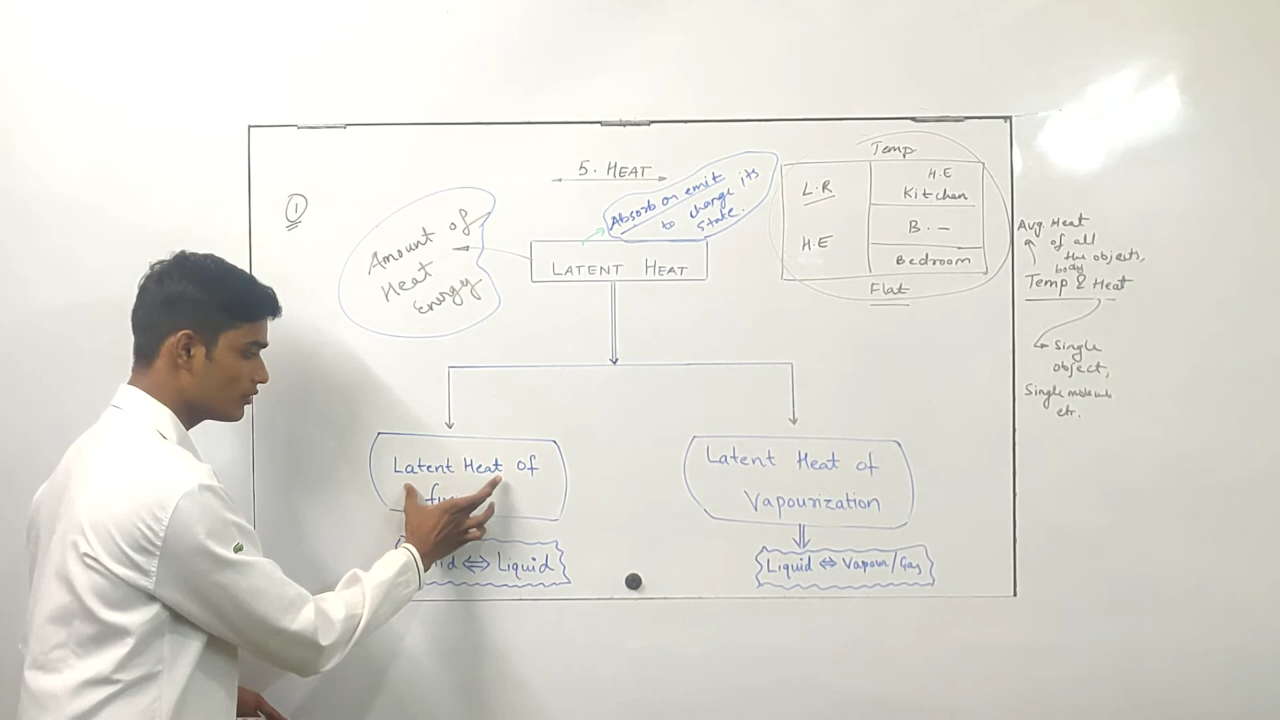 5. HEAT
①
Amount of
Heat
Energy
Absorb or emit
to change its
state.
LATENT HEAT
Temp
L.R
H.E
H.E
Kitchen
B. –
Bedroom
Flat
Avg. Heat
of all
the objects,
body
Temp & Heat
Single
object,
Single molecule
etc.
Latent Heat of
Latent Heat of
Vapourization
⇔ Liquid
Liquid ⇔ Vapour/Gas